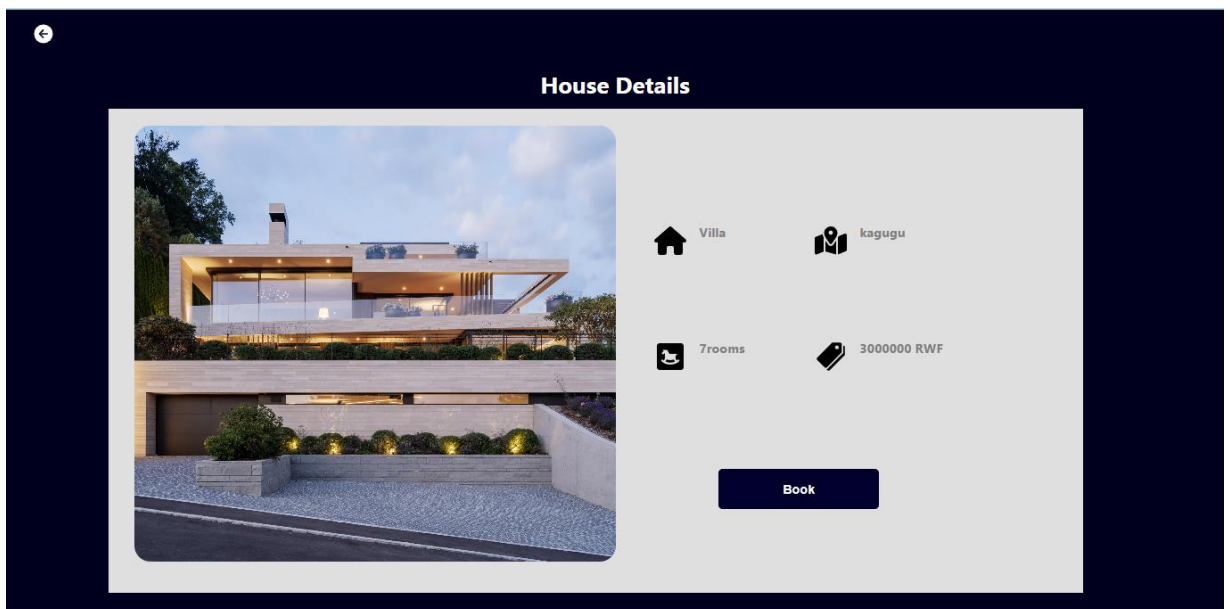 House Details
Villa
kagugu
7rooms
3000000 RWF
Book